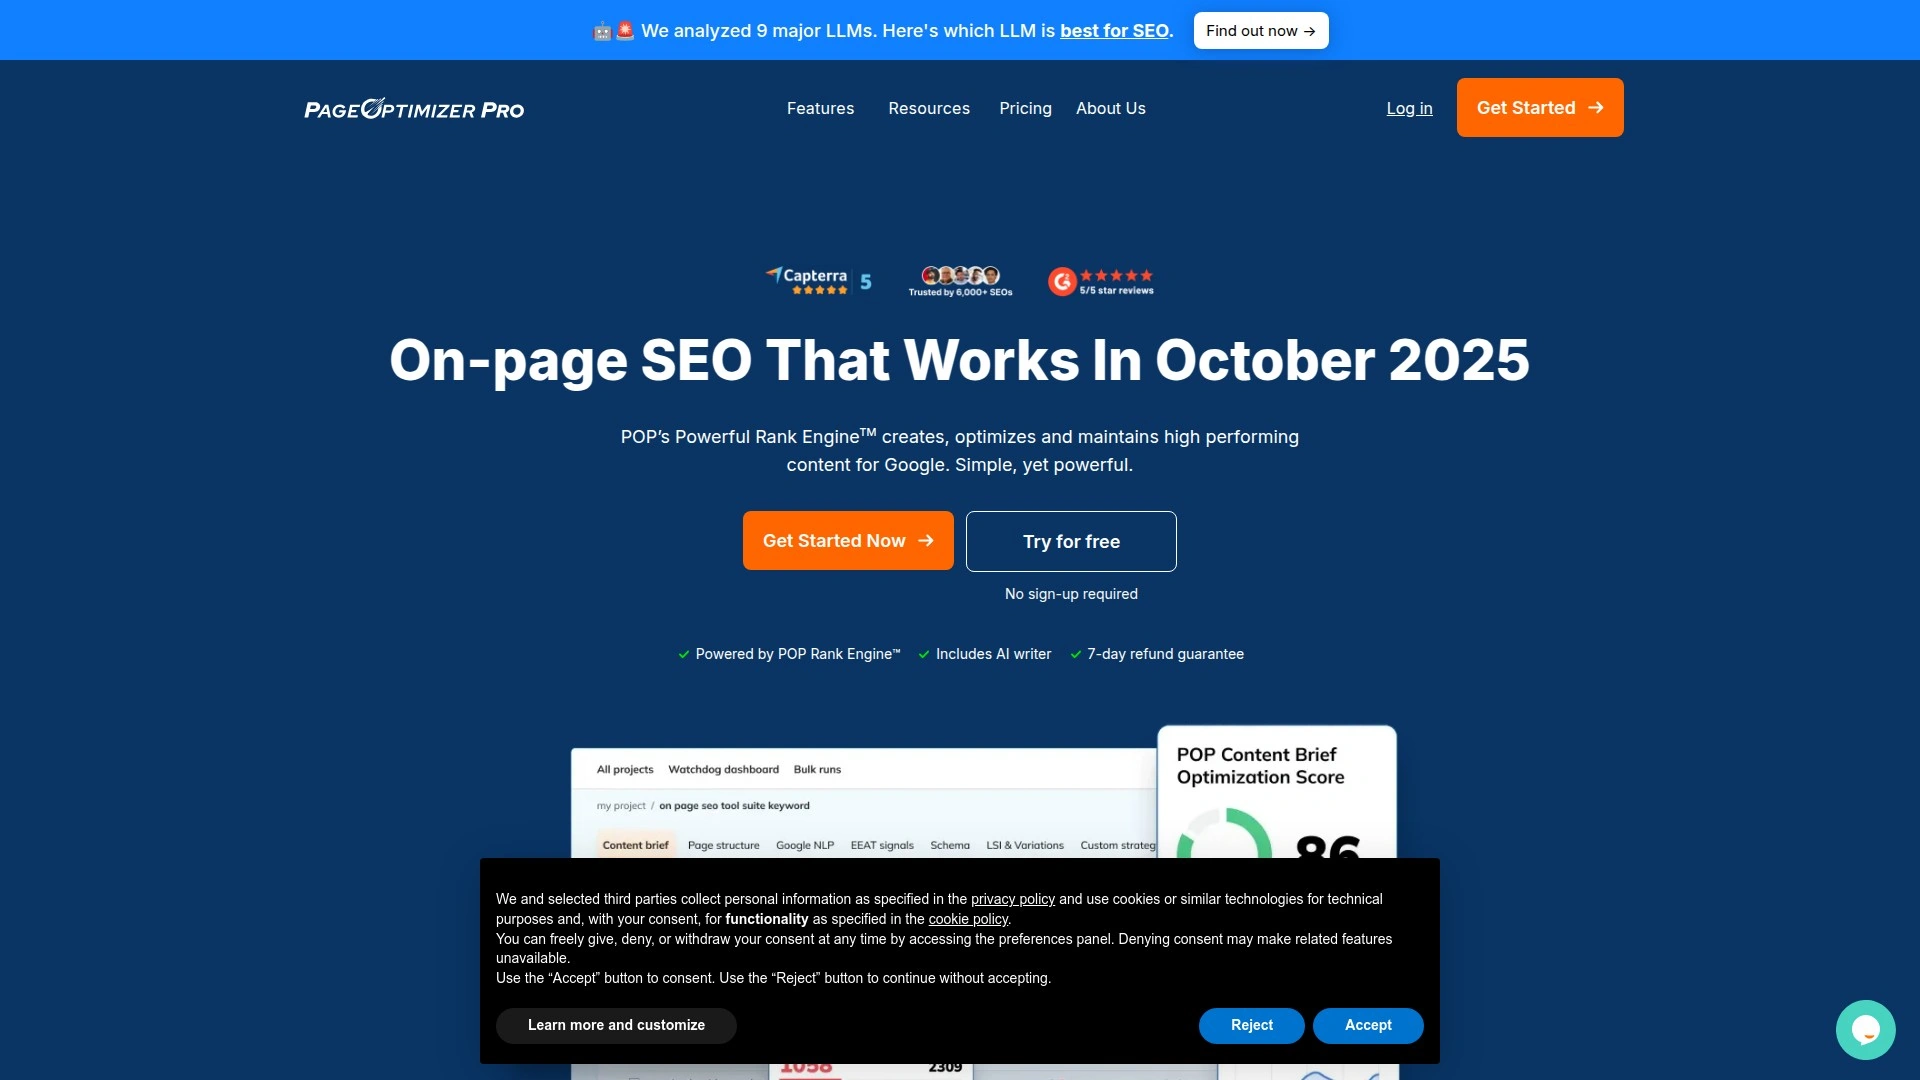 We analyzed 9 major LLMs. Here's which LLM is best for SEO.
Find out now →
PAGEOPTIMIZER PRO
Features
Resources
Pricing
About Us
Log in
Get Started →
Capterra 5
Trusted by 6,000+ SEOs
5/5 star reviews
On-page SEO That Works In October 2025
POP’s Powerful Rank Engine™ creates, optimizes and maintains high performing
content for Google. Simple, yet powerful.
Get Started Now →
Try for free
No sign-up required
Powered by POP Rank Engine™
Includes AI writer
7-day refund guarantee
POP Content Brief
Optimization Score
86
All projects
Watchdog dashboard
Bulk runs
my project / on page seo tool suite keyword
Content brief
Page structure
Google NLP
EEAT signals
Schema
LSI & Variations
Custom strateg
We and selected third parties collect personal information as specified in the privacy policy and use cookies or similar technologies for technical
purposes and, with your consent, for functionality as specified in the cookie policy.
You can freely give, deny, or withdraw your consent at any time by accessing the preferences panel. Denying consent may make related features
unavailable.
Use the “Accept” button to consent. Use the “Reject” button to continue without accepting.
Learn more and customize
Reject
Accept
1058
2309